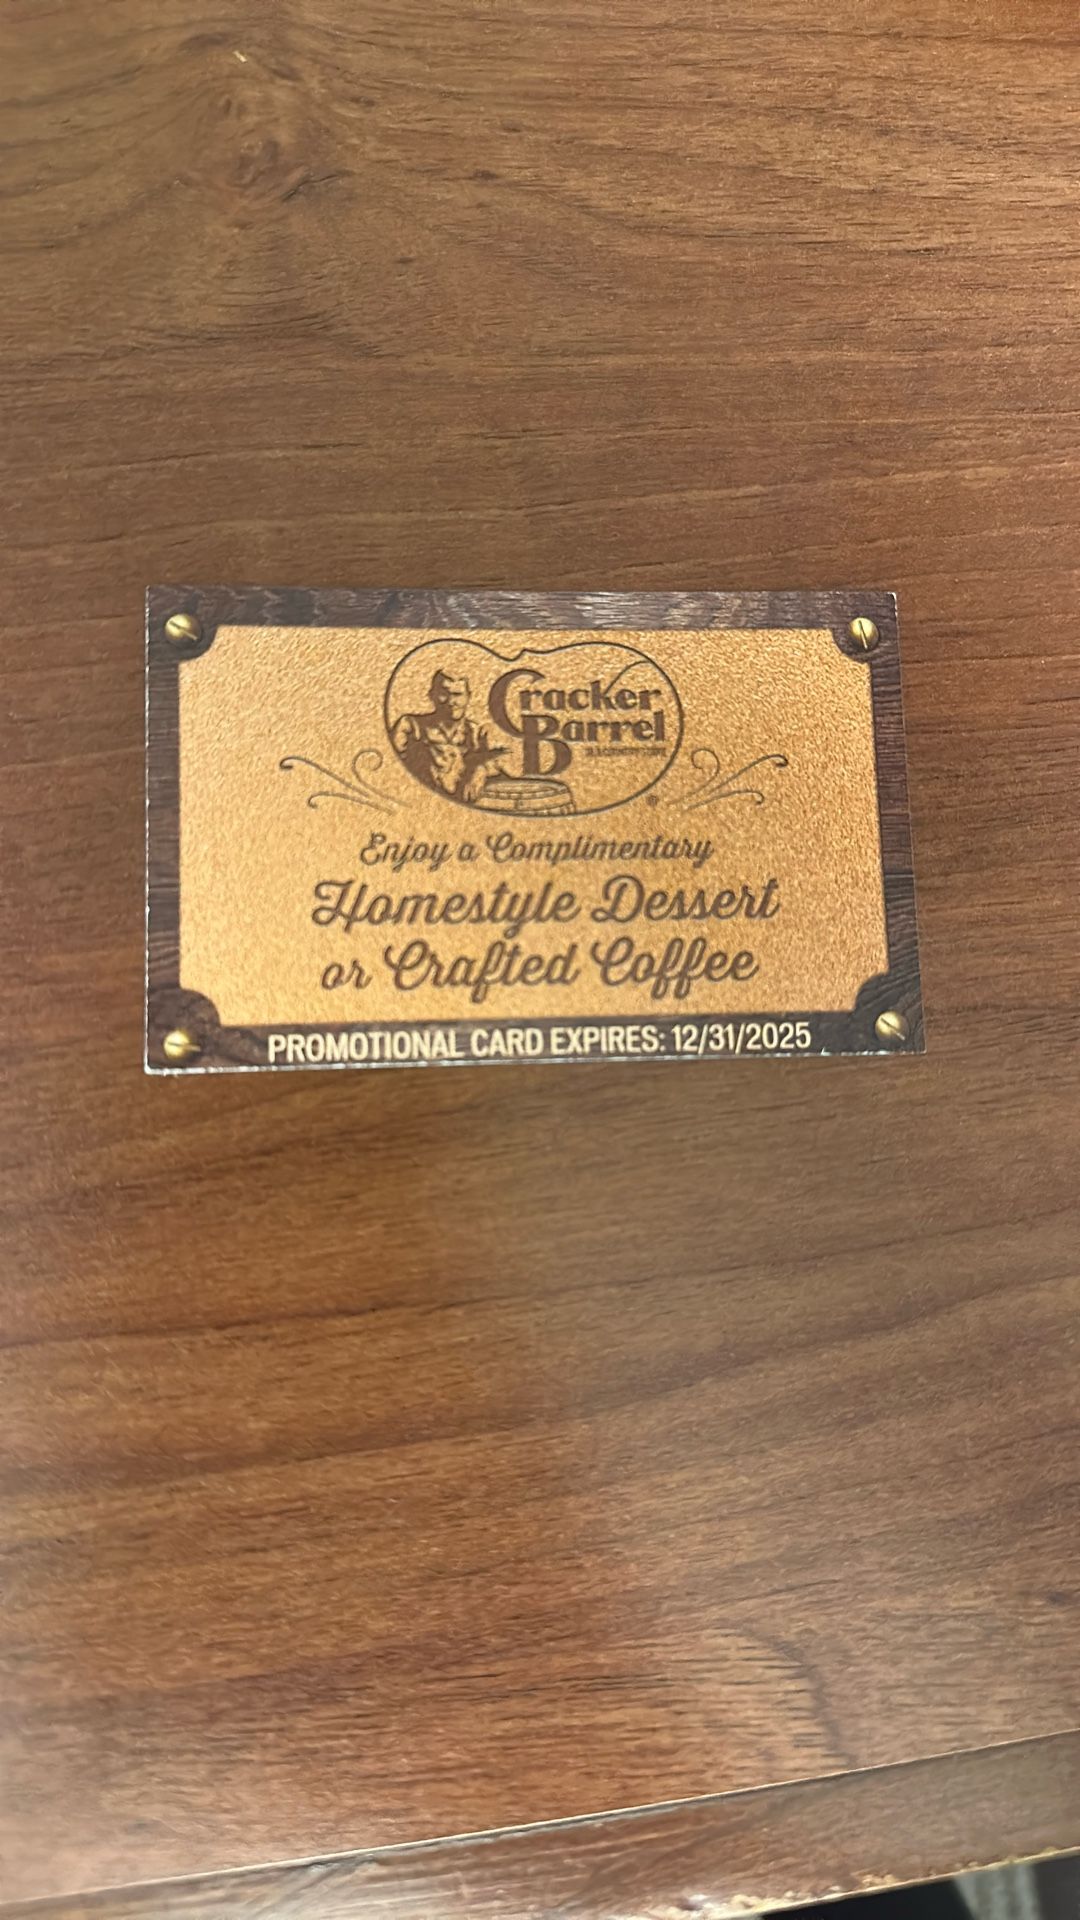 Cracker
Barrel
Enjoy a Complimentary
Homestyle Dessert
or Crafted Coffee
PROMOTIONAL CARD EXPIRES: 12/31/2025